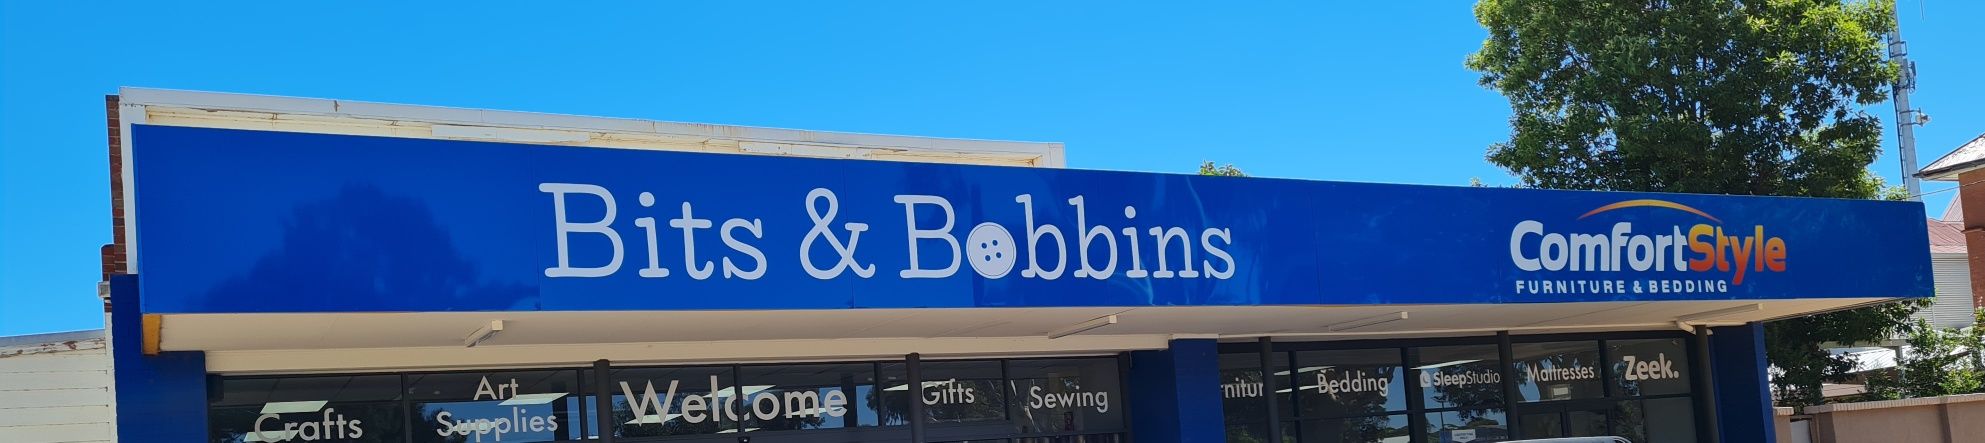 Bits & Bobbins
ComfortStyle
FURNITURE & BEDDING
Crafts
Art
Supplies
Welcome
Gifts
Sewing
Bedding
SleepStudio
Mattresses
Zeek.